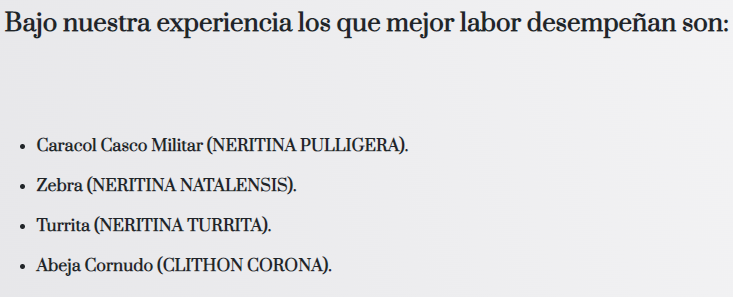 Bajo nuestra experiencia los que mejor labor desempeñan son:
• Caracol Casco Militar (NERITINA PULLIGERA).
• Zebra (NERITINA NATALENSIS).
• Turrita (NERITINA TURRITA).
• Abeja Cornudo (CLITHON CORONA).